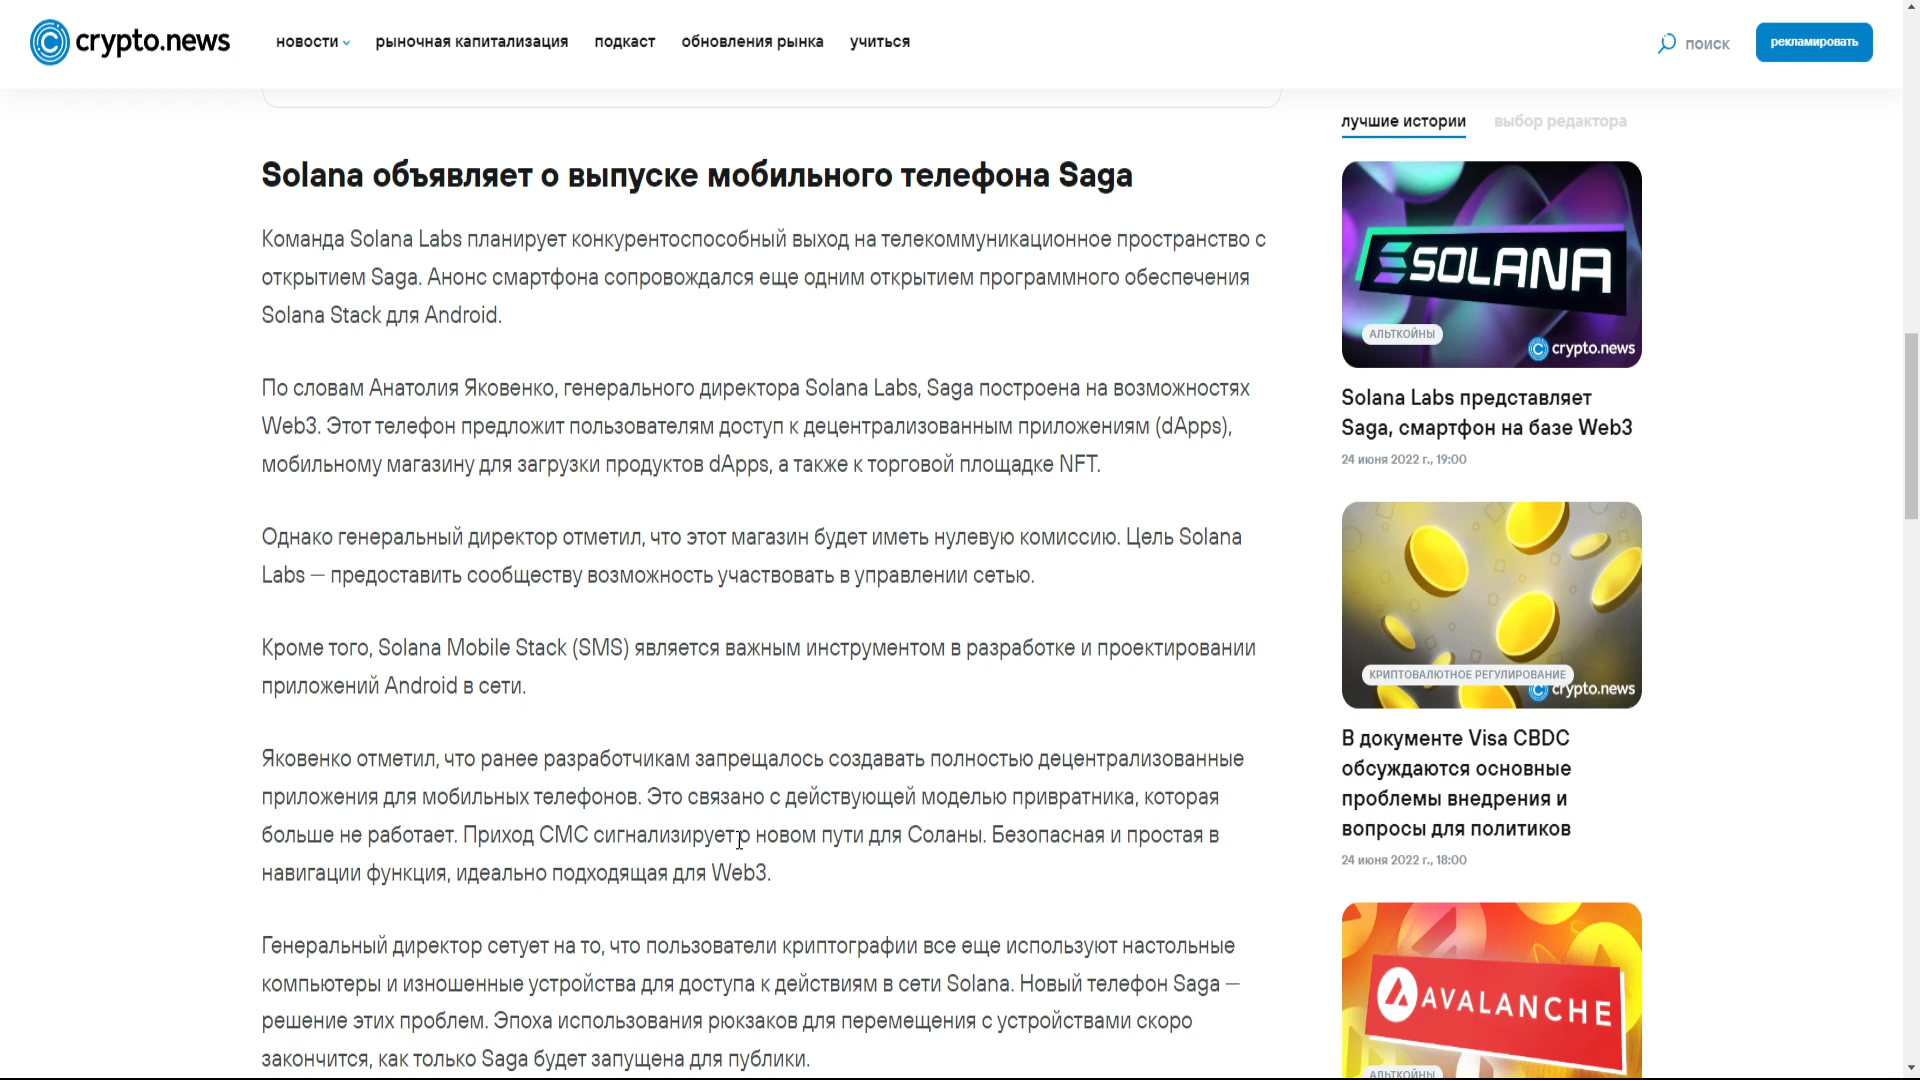 crypto.news
новости
рыночная капитализация
подкаст
обновления рынка
учиться
поиск
рекламировать
Solana объявляет о выпуске мобильного телефона Saga
Команда Solana Labs планирует конкурентоспособный выход на телекоммуникационное пространство с
открытием Saga. Анонс смартфона сопровождался еще одним открытием программного обеспечения
Solana Stack для Android.
По словам Анатолия Яковенко, генерального директора Solana Labs, Saga построена на возможностях
Web3. Этот телефон предложит пользователям доступ к децентрализованным приложениям (dApps),
мобильному магазину для загрузки продуктов dApps, а также к торговой площадке NFT.
Однако генеральный директор отметил, что этот магазин будет иметь нулевую комиссию. Цель Solana
Labs — предоставить сообществу возможность участвовать в управлении сетью.
Кроме того, Solana Mobile Stack (SMS) является важным инструментом в разработке и проектировании
приложений Android в сети.
Яковенко отметил, что ранее разработчикам запрещалось создавать полностью децентрализованные
приложения для мобильных телефонов. Это связано с действующей моделью привратника, которая
больше не работает. Приход СМС сигнализирует о новом пути для Соланы. Безопасная и простая в
навигации функция, идеально подходящая для Web3.
Генеральный директор сетует на то, что пользователи криптографии все еще используют настольные
компьютеры и изношенные устройства для доступа к действиям в сети Solana. Новый телефон Saga —
решение этих проблем. Эпоха использования рюкзаков для перемещения с устройствами скоро
закончится, как только Saga будет запущена для публики.
лучшие истории
выбор редактора
SOLANA
АЛЬТКОЙНЫ
crypto.news
Solana Labs представляет
Saga, смартфон на базе Web3
24 июня 2022 г., 19:00
КРИПТОВАЛЮТНОЕ РЕГУЛИРОВАНИЕ
crypto.news
В документе Visa CBDC
обсуждаются основные
проблемы внедрения и
вопросы для политиков
24 июня 2022 г., 18:00
AVALANCHE
АЛЬТКОЙНЫ